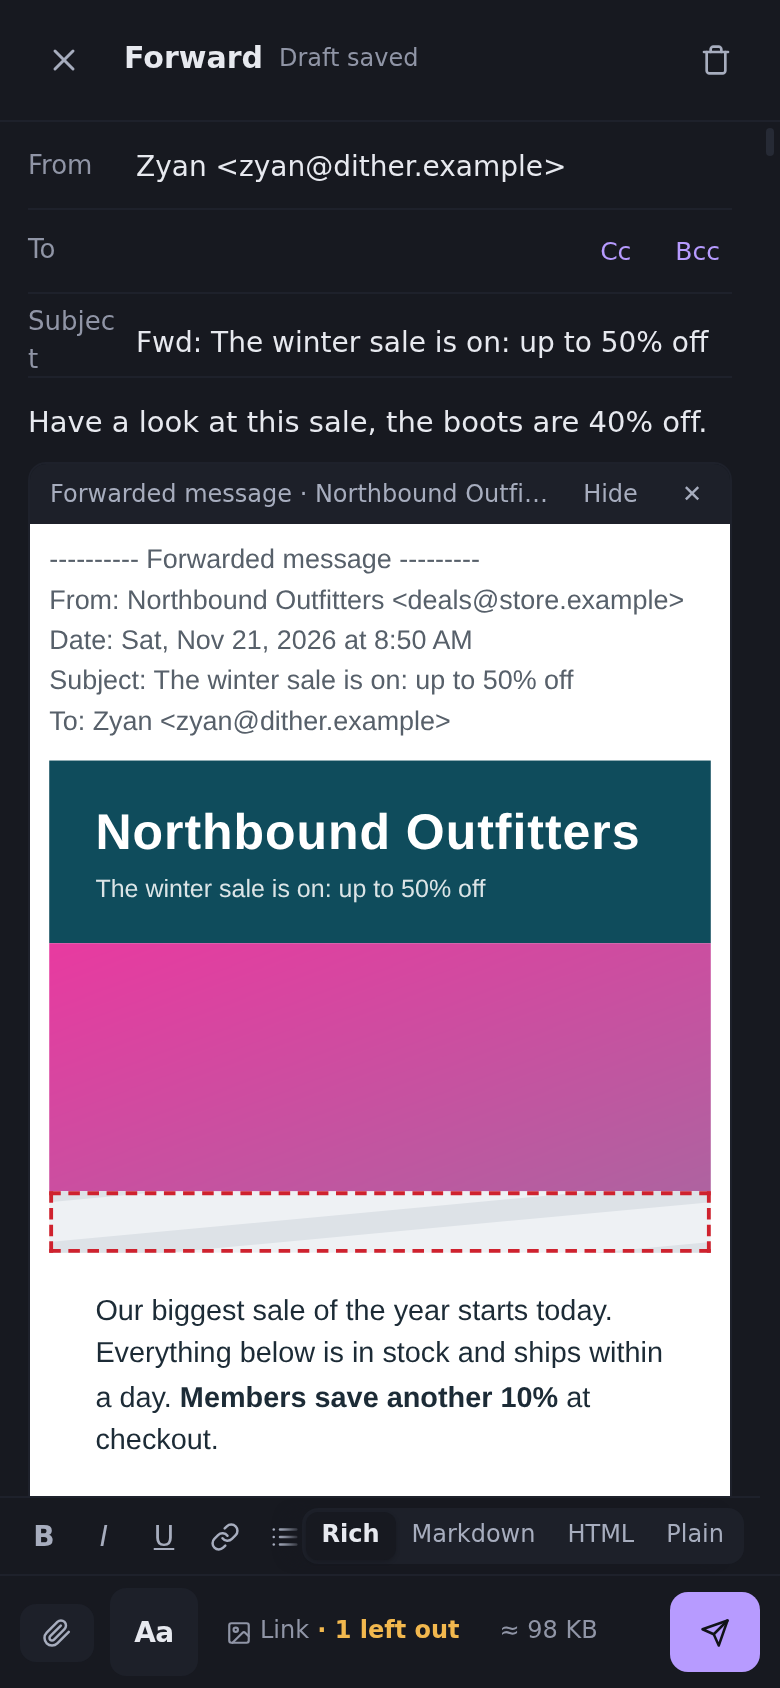 Forward Draft saved
From Zyan <zyan@dither.example>
To Cc Bcc
Subjec
t Fwd: The winter sale is on: up to 50% off
Have a look at this sale, the boots are 40% off.
Forwarded message · Northbound Outfi... Hide ✕
---------- Forwarded message ---------
From: Northbound Outfitters <deals@store.example>
Date: Sat, Nov 21, 2026 at 8:50 AM
Subject: The winter sale is on: up to 50% off
To: Zyan <zyan@dither.example>
Northbound Outfitters
The winter sale is on: up to 50% off
Our biggest sale of the year starts today.
Everything below is in stock and ships within
a day. Members save another 10% at
checkout.
B I U Rich Markdown HTML Plain
Aa Link · 1 left out ≈ 98 KB